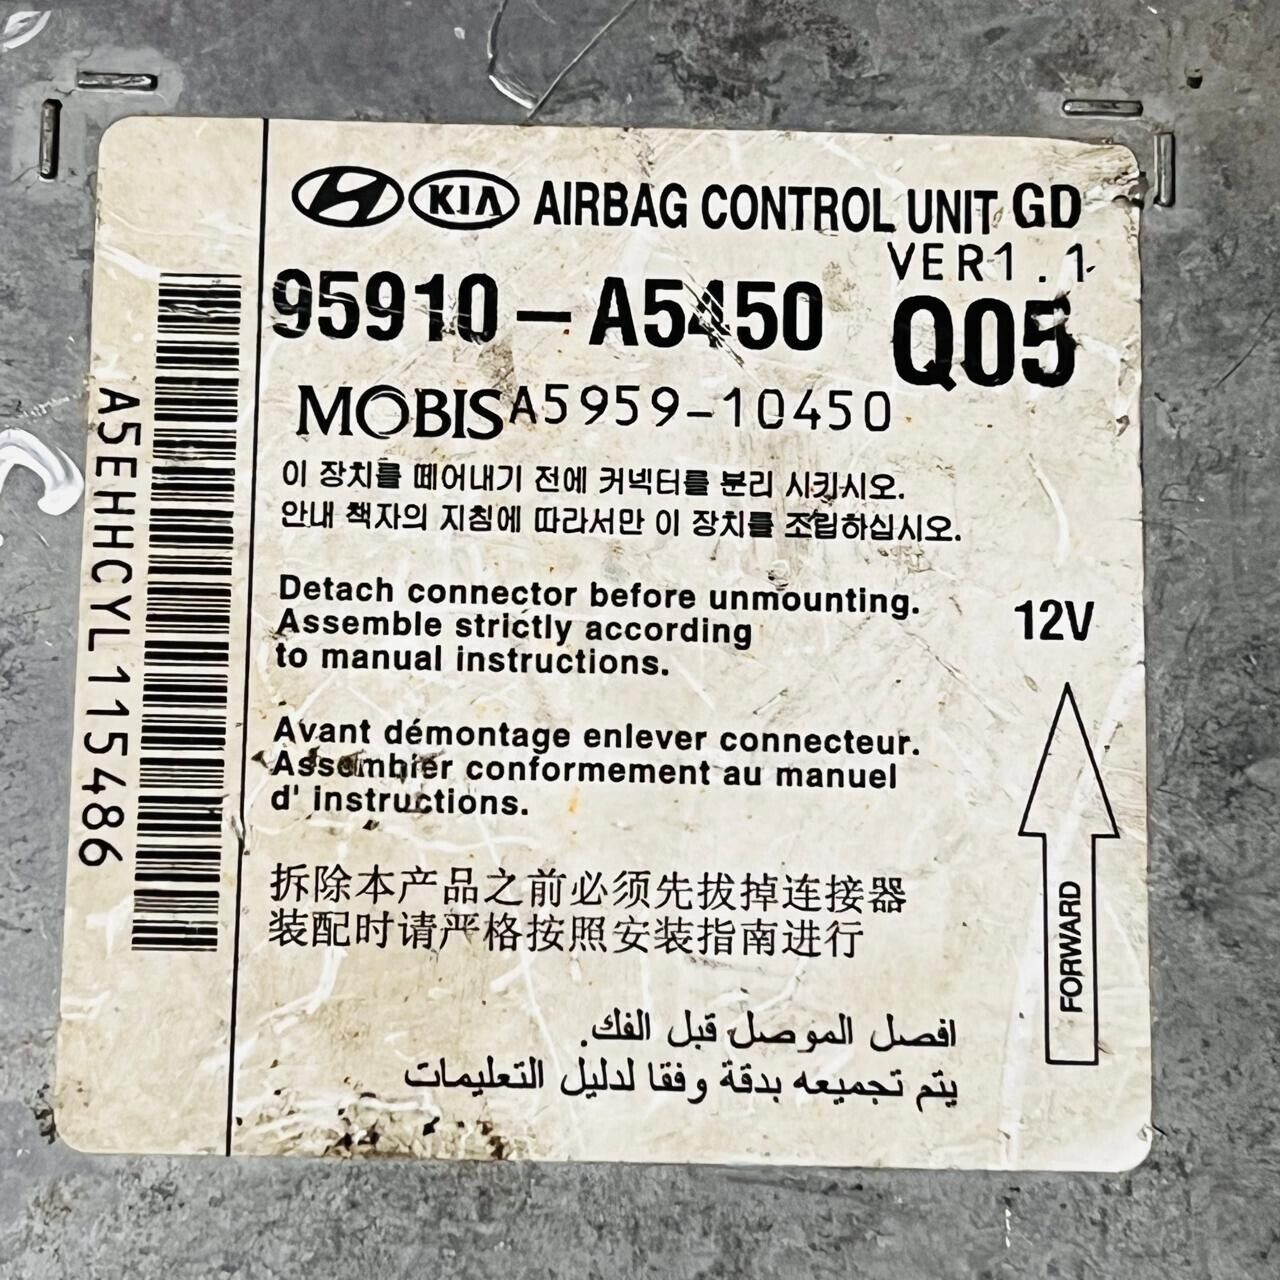 KIA AIRBAG CONTROL UNIT GD
VER1.1
95910-A5450 Q05
MOBIS A5959-10450
이 장치를 떼어내기 전에 커넥터를 분리 시키시오.
안내 책자의 지침에 따라서만 이 장치를 조립하십시오.
Detach connector before unmounting.
Assemble strictly according
to manual instructions.
12V
Avant démontage enlever connecteur.
Assembler conformement au manuel
d' instructions.
拆除本产品之前必须先拔掉连接器
装配时请严格按照安装指南进行
FORWARD
افصل الموصل قبل الفك.
يتم تجميعه بدقة وفقا لدليل التعليمات
A5EHHCYL115486